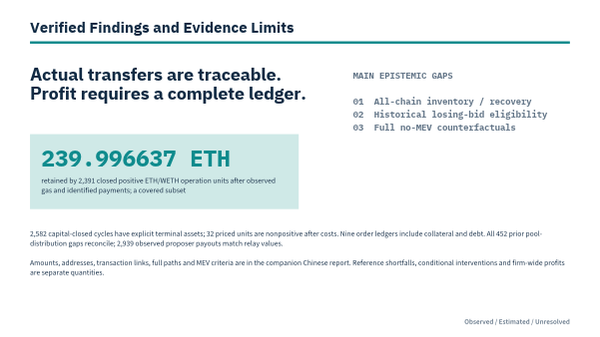 Verified Findings and Evidence Limits
Actual transfers are traceable.
Profit requires a complete ledger.
239.996637 ETH
retained by 2,391 closed positive ETH/WETH operation units after observed
gas and identified payments; a covered subset
MAIN EPISTEMIC GAPS
01 All-chain inventory / recovery
02 Historical losing-bid eligibility
03 Full no-MEV counterfactuals
2,582 capital-closed cycles have explicit terminal assets; 32 priced units are nonpositive after costs. Nine order ledgers include collateral and debt. All 452 prior pool-
distribution gaps reconcile; 2,939 observed proposer payouts match relay values.
Amounts, addresses, transaction links, full paths and MEV criteria are in the companion Chinese report. Reference shortfalls, conditional interventions and firm-wide profits
are separate quantities.
Observed / Estimated / Unresolved